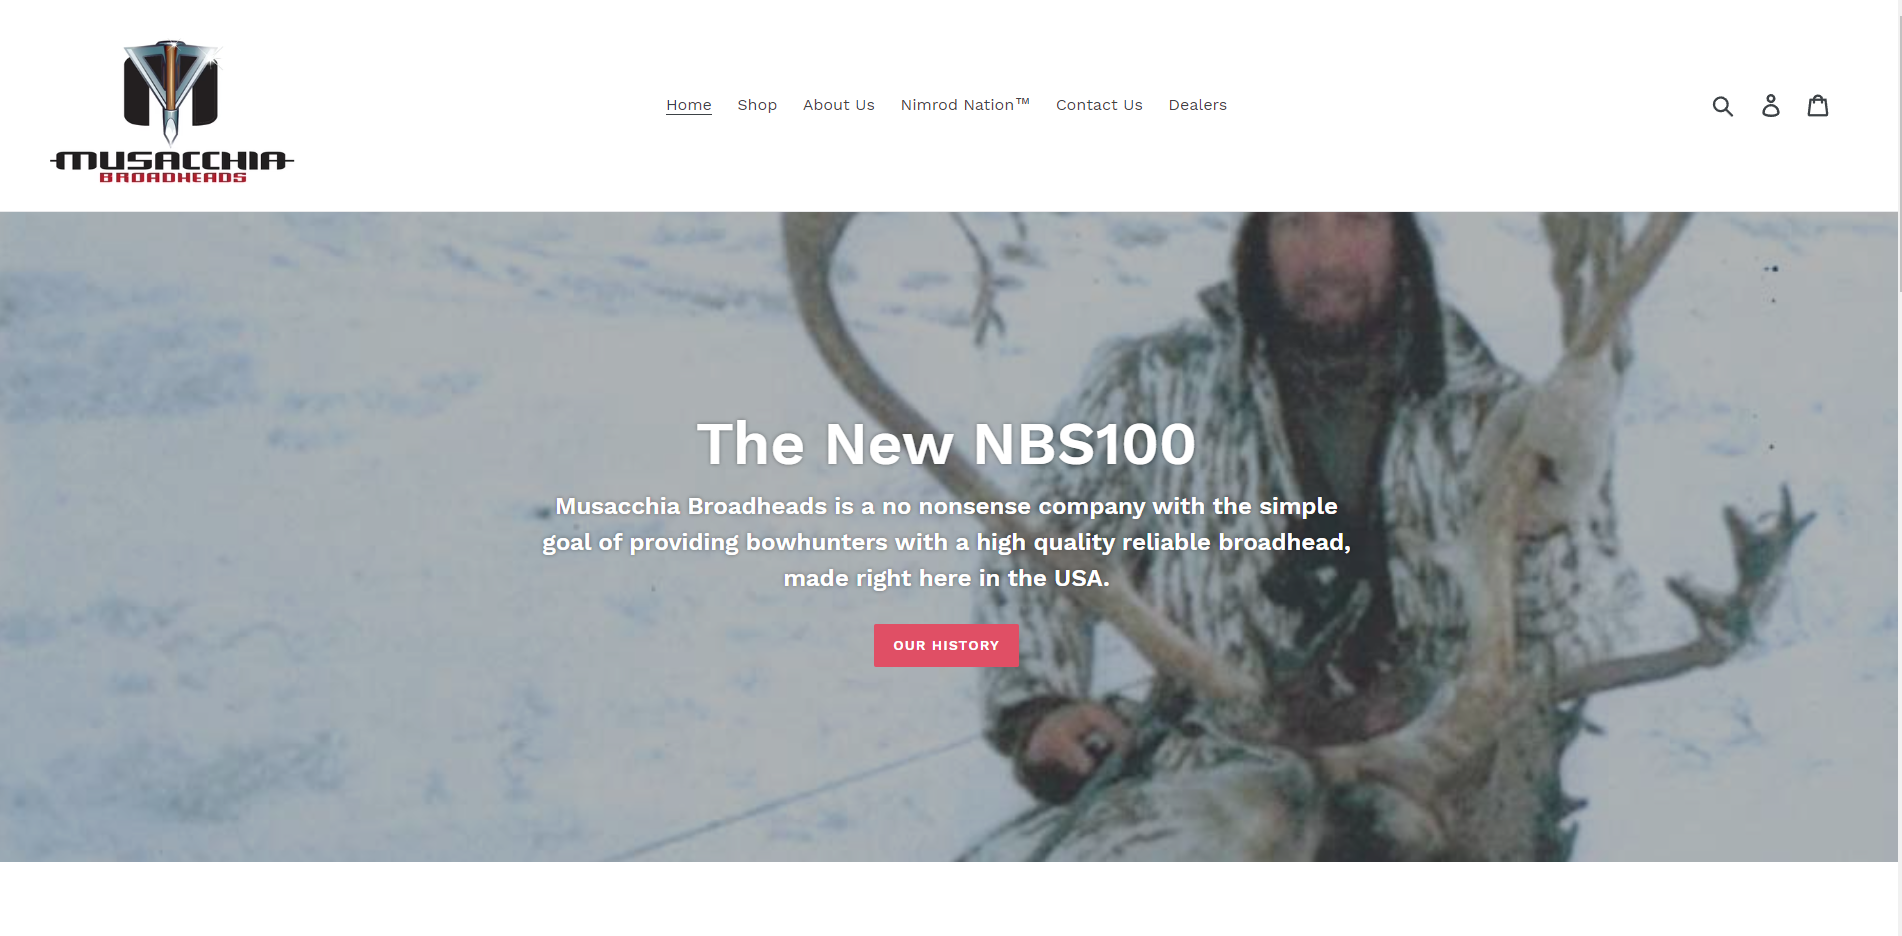 MUSACCHIA
BROADHEADS
Home Shop About Us Nimrod Nation™ Contact Us Dealers
The New NBS100
Musacchia Broadheads is a no nonsense company with the simple
goal of providing bowhunters with a high quality reliable broadhead,
made right here in the USA.
OUR HISTORY